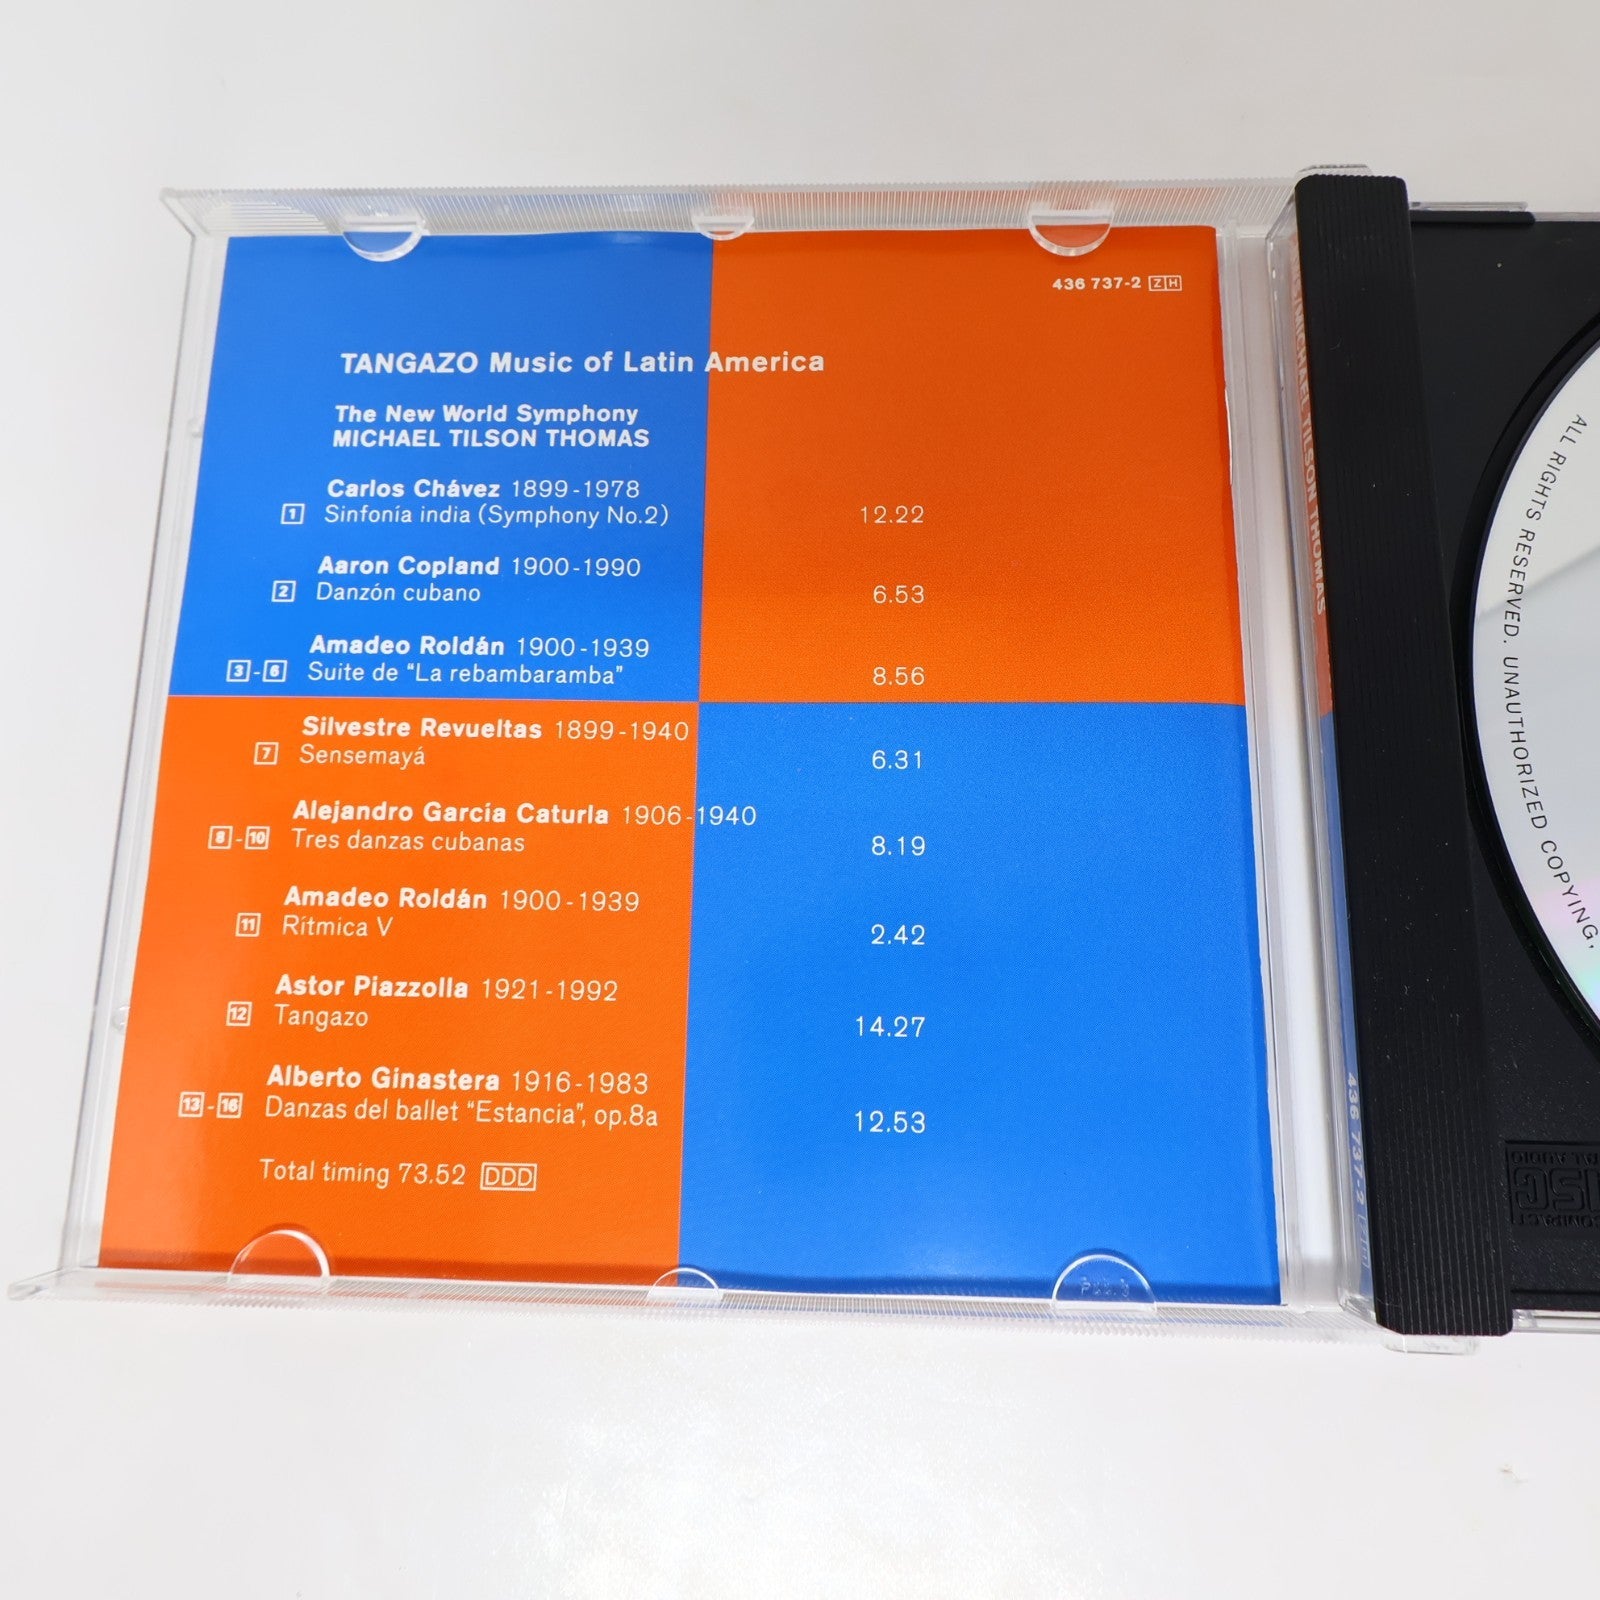 436 737-2 ZH
TANGAZO Music of Latin America
The New World Symphony
MICHAEL TILSON THOMAS
Carlos Chávez 1899-1978
1 Sinfonía india (Symphony No.2) 12.22
Aaron Copland 1900-1990
2 Danzón cubano 6.53
Amadeo Roldán 1900-1939
3-6 Suite de “La rebambaramba” 8.56
Silvestre Revueltas 1899-1940
7 Sensemayá 6.31
Alejandro García Caturla 1906-1940
8-10 Tres danzas cubanas 8.19
Amadeo Roldán 1900-1939
11 Rítmica V 2.42
Astor Piazzolla 1921-1992
12 Tangazo 14.27
Alberto Ginastera 1916-1983
13-16 Danzas del ballet “Estancia”, op.8a 12.53
Total timing 73.52 DDD
MICHAEL TILSON THOMAS
436 737-2
ALL RIGHTS RESERVED. UNAUTHORIZED COPYING,